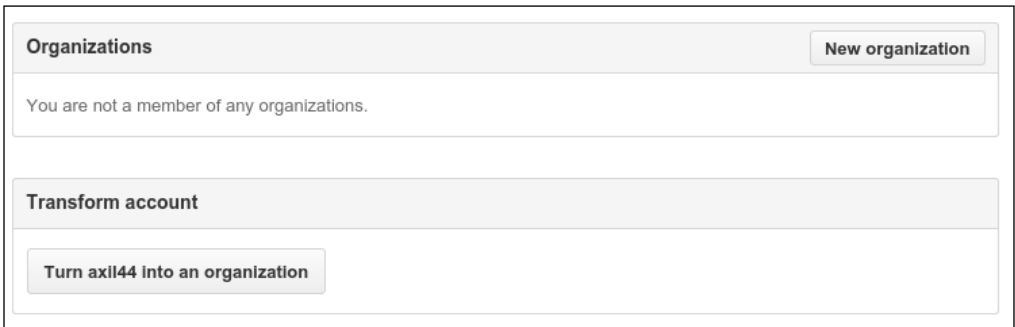 Organizations
New organization
You are not a member of any organizations.
Transform account
Turn axil44 into an organization